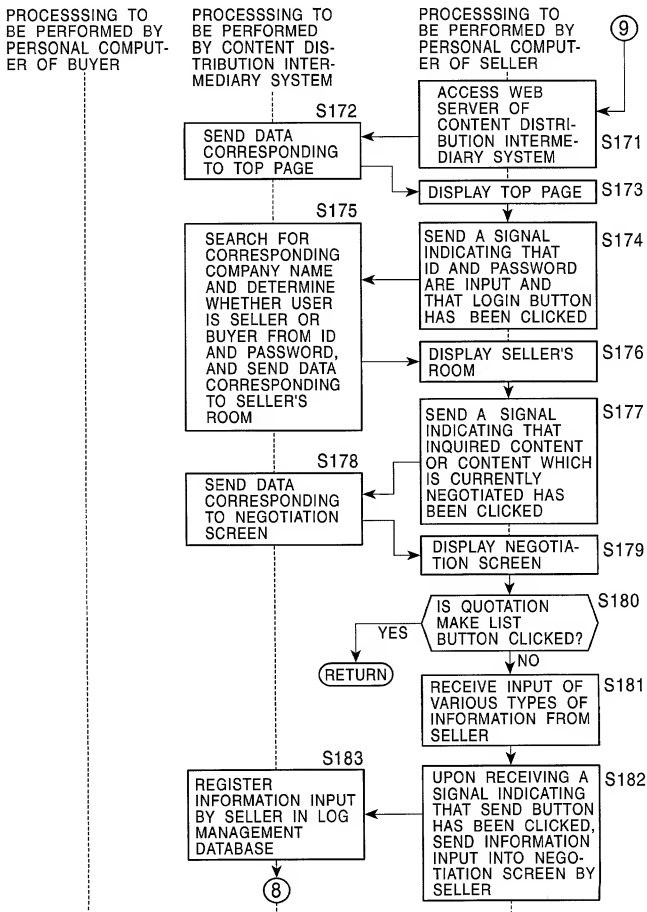 PROCESSSING TO
BE PERFORMED BY
PERSONAL COMPUT-
ER OF BUYER
PROCESSSING TO
BE PERFORMED
BY CONTENT DIS-
TRIBUTION INTER-
MEDIARY SYSTEM
PROCESSSING TO
BE PERFORMED BY
PERSONAL COMPUT-
ER OF SELLER
9
ACCESS WEB
SERVER OF
CONTENT DISTRI-
BUTION INTERME-
DIARY SYSTEM
S171
S172
SEND DATA
CORRESPONDING
TO TOP PAGE
DISPLAY TOP PAGE
S173
SEND A SIGNAL
INDICATING THAT
ID AND PASSWORD
ARE INPUT AND
THAT LOGIN BUTTON
HAS BEEN CLICKED
S174
S175
SEARCH FOR
CORRESPONDING
COMPANY NAME
AND DETERMINE
WHETHER USER
IS SELLER OR
BUYER FROM ID
AND PASSWORD,
AND SEND DATA
CORRESPONDING
TO SELLER'S
ROOM
DISPLAY SELLER'S
ROOM
S176
SEND A SIGNAL
INDICATING THAT
INQUIRED CONTENT
OR CONTENT WHICH
IS CURRENTLY
NEGOTIATED HAS
BEEN CLICKED
S177
S178
SEND DATA
CORRESPONDING
TO NEGOTIATION
SCREEN
DISPLAY NEGOTIA-
TION SCREEN
S179
IS QUOTATION
MAKE LIST
BUTTON CLICKED?
S180
YES
RETURN
NO
RECEIVE INPUT OF
VARIOUS TYPES OF
INFORMATION FROM
SELLER
S181
UPON RECEIVING A
SIGNAL INDICATING
THAT SEND BUTTON
HAS BEEN CLICKED,
SEND INFORMATION
INPUT INTO NEGO-
TIATION SCREEN BY
SELLER
S182
S183
REGISTER
INFORMATION INPUT
BY SELLER IN LOG
MANAGEMENT
DATABASE
8